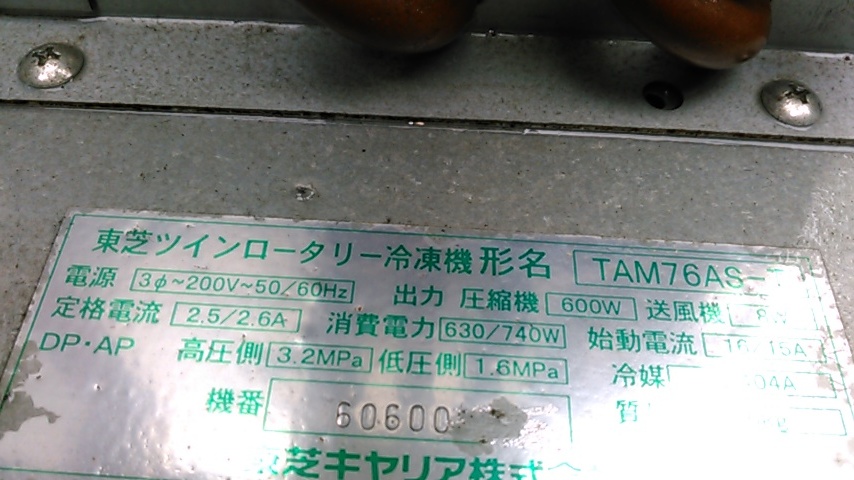 東芝ツインロータリー冷凍機 形名 TAM76AS-
電源 3φ~200V~50/60Hz 出力 圧縮機 600W 送風機
定格電流 2.5/2.6A 消費電力 630/740W 始動電流 16/15A
DP・AP 高圧側 3.2MPa 低圧側 1.6MPa 冷媒 04A
機番 60600
芝キヤリア株式